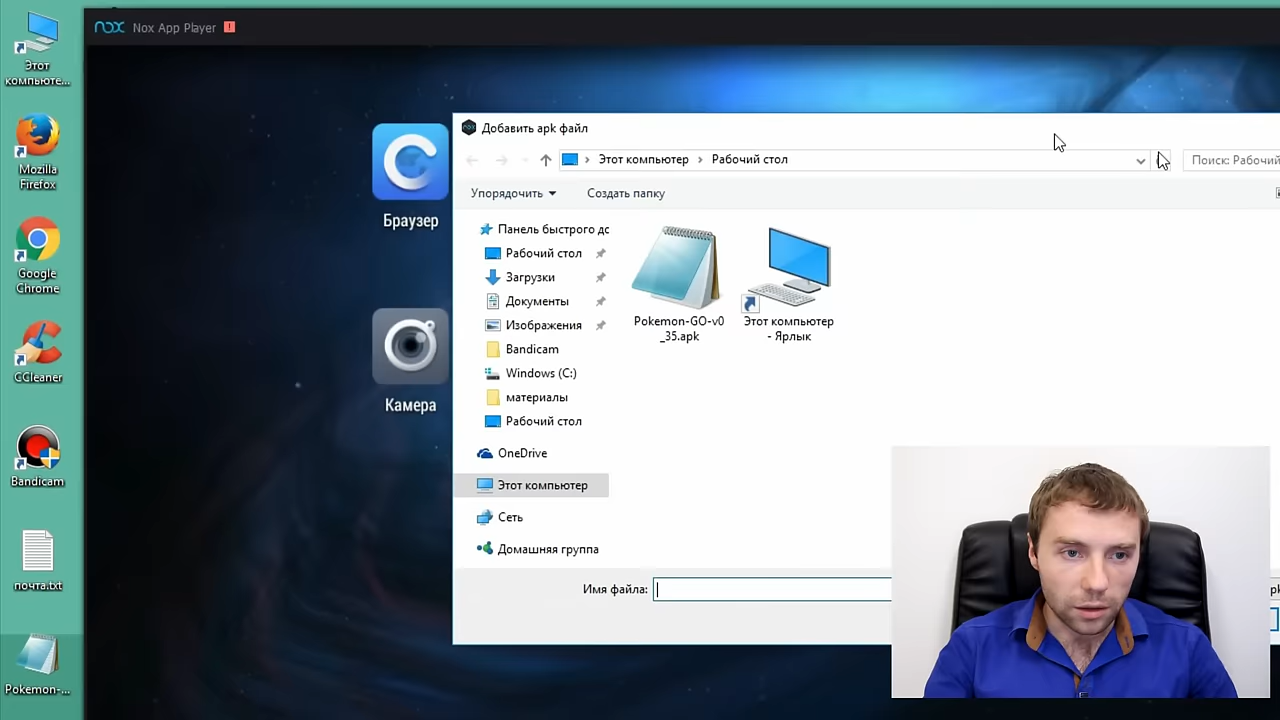 Этот
компьюте...
Mozilla
Firefox
Google
Chrome
CCleaner
Bandicam
почта.txt
Pokemon-...
nox Nox App Player !
Браузер
Камера
Добавить apk файл
Этот компьютер › Рабочий стол
Поиск: Рабочий
Упорядочить
Создать папку
Панель быстрого дс
Рабочий стол
Загрузки
Документы
Изображения
Bandicam
Windows (C:)
материалы
Рабочий стол
OneDrive
Этот компьютер
Сеть
Домашняя группа
Pokemon-GO-v0
_35.apk
Этот компьютер
- Ярлык
Имя файла: